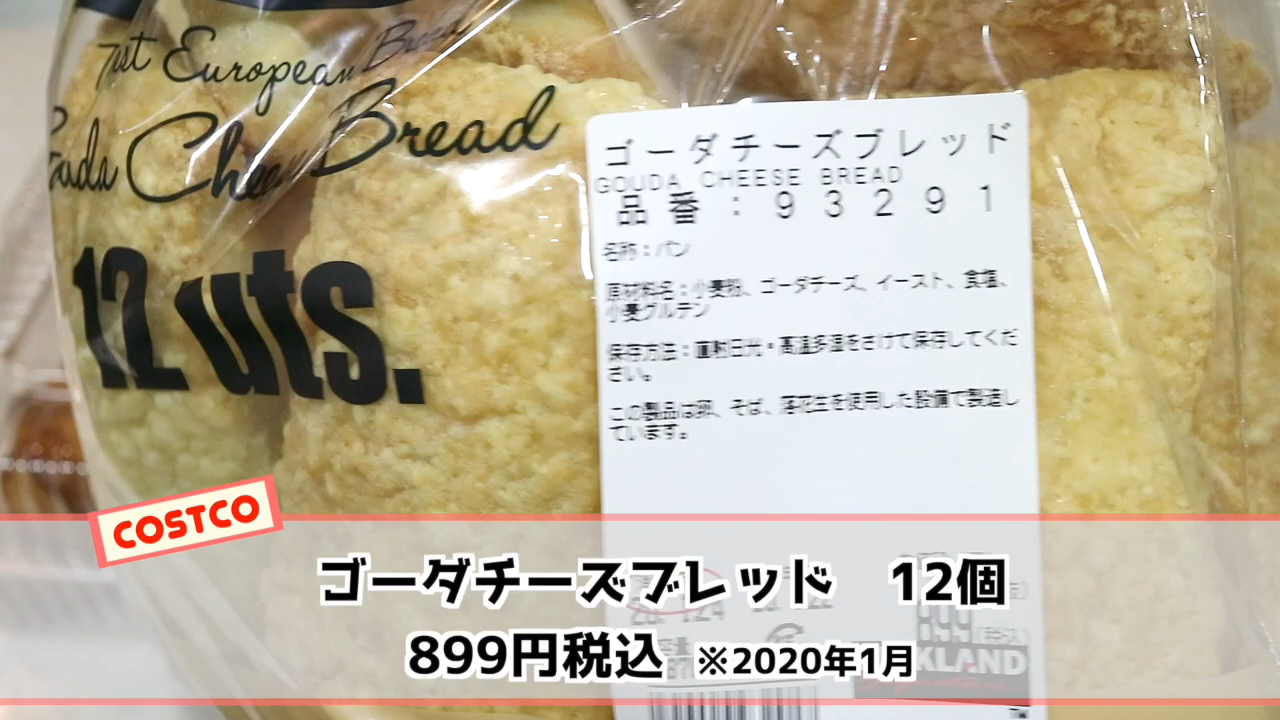 Just European Bread
Gouda Cheese Bread
12 uts.
ゴーダチーズブレッド
GOUDA CHEESE BREAD
品番:93291
名称:パン
原材料名:小麦粉、ゴーダチーズ、イースト、食塩、
小麦グルテン
保存方法:直射日光・高温多湿をさけて保存してくだ
さい。
この製品は卵、そば、落花生を使用した設備で製造し
ています。
COSTCO
ゴーダチーズブレッド 12個
899円税込 ※2020年1月
899
KLAND